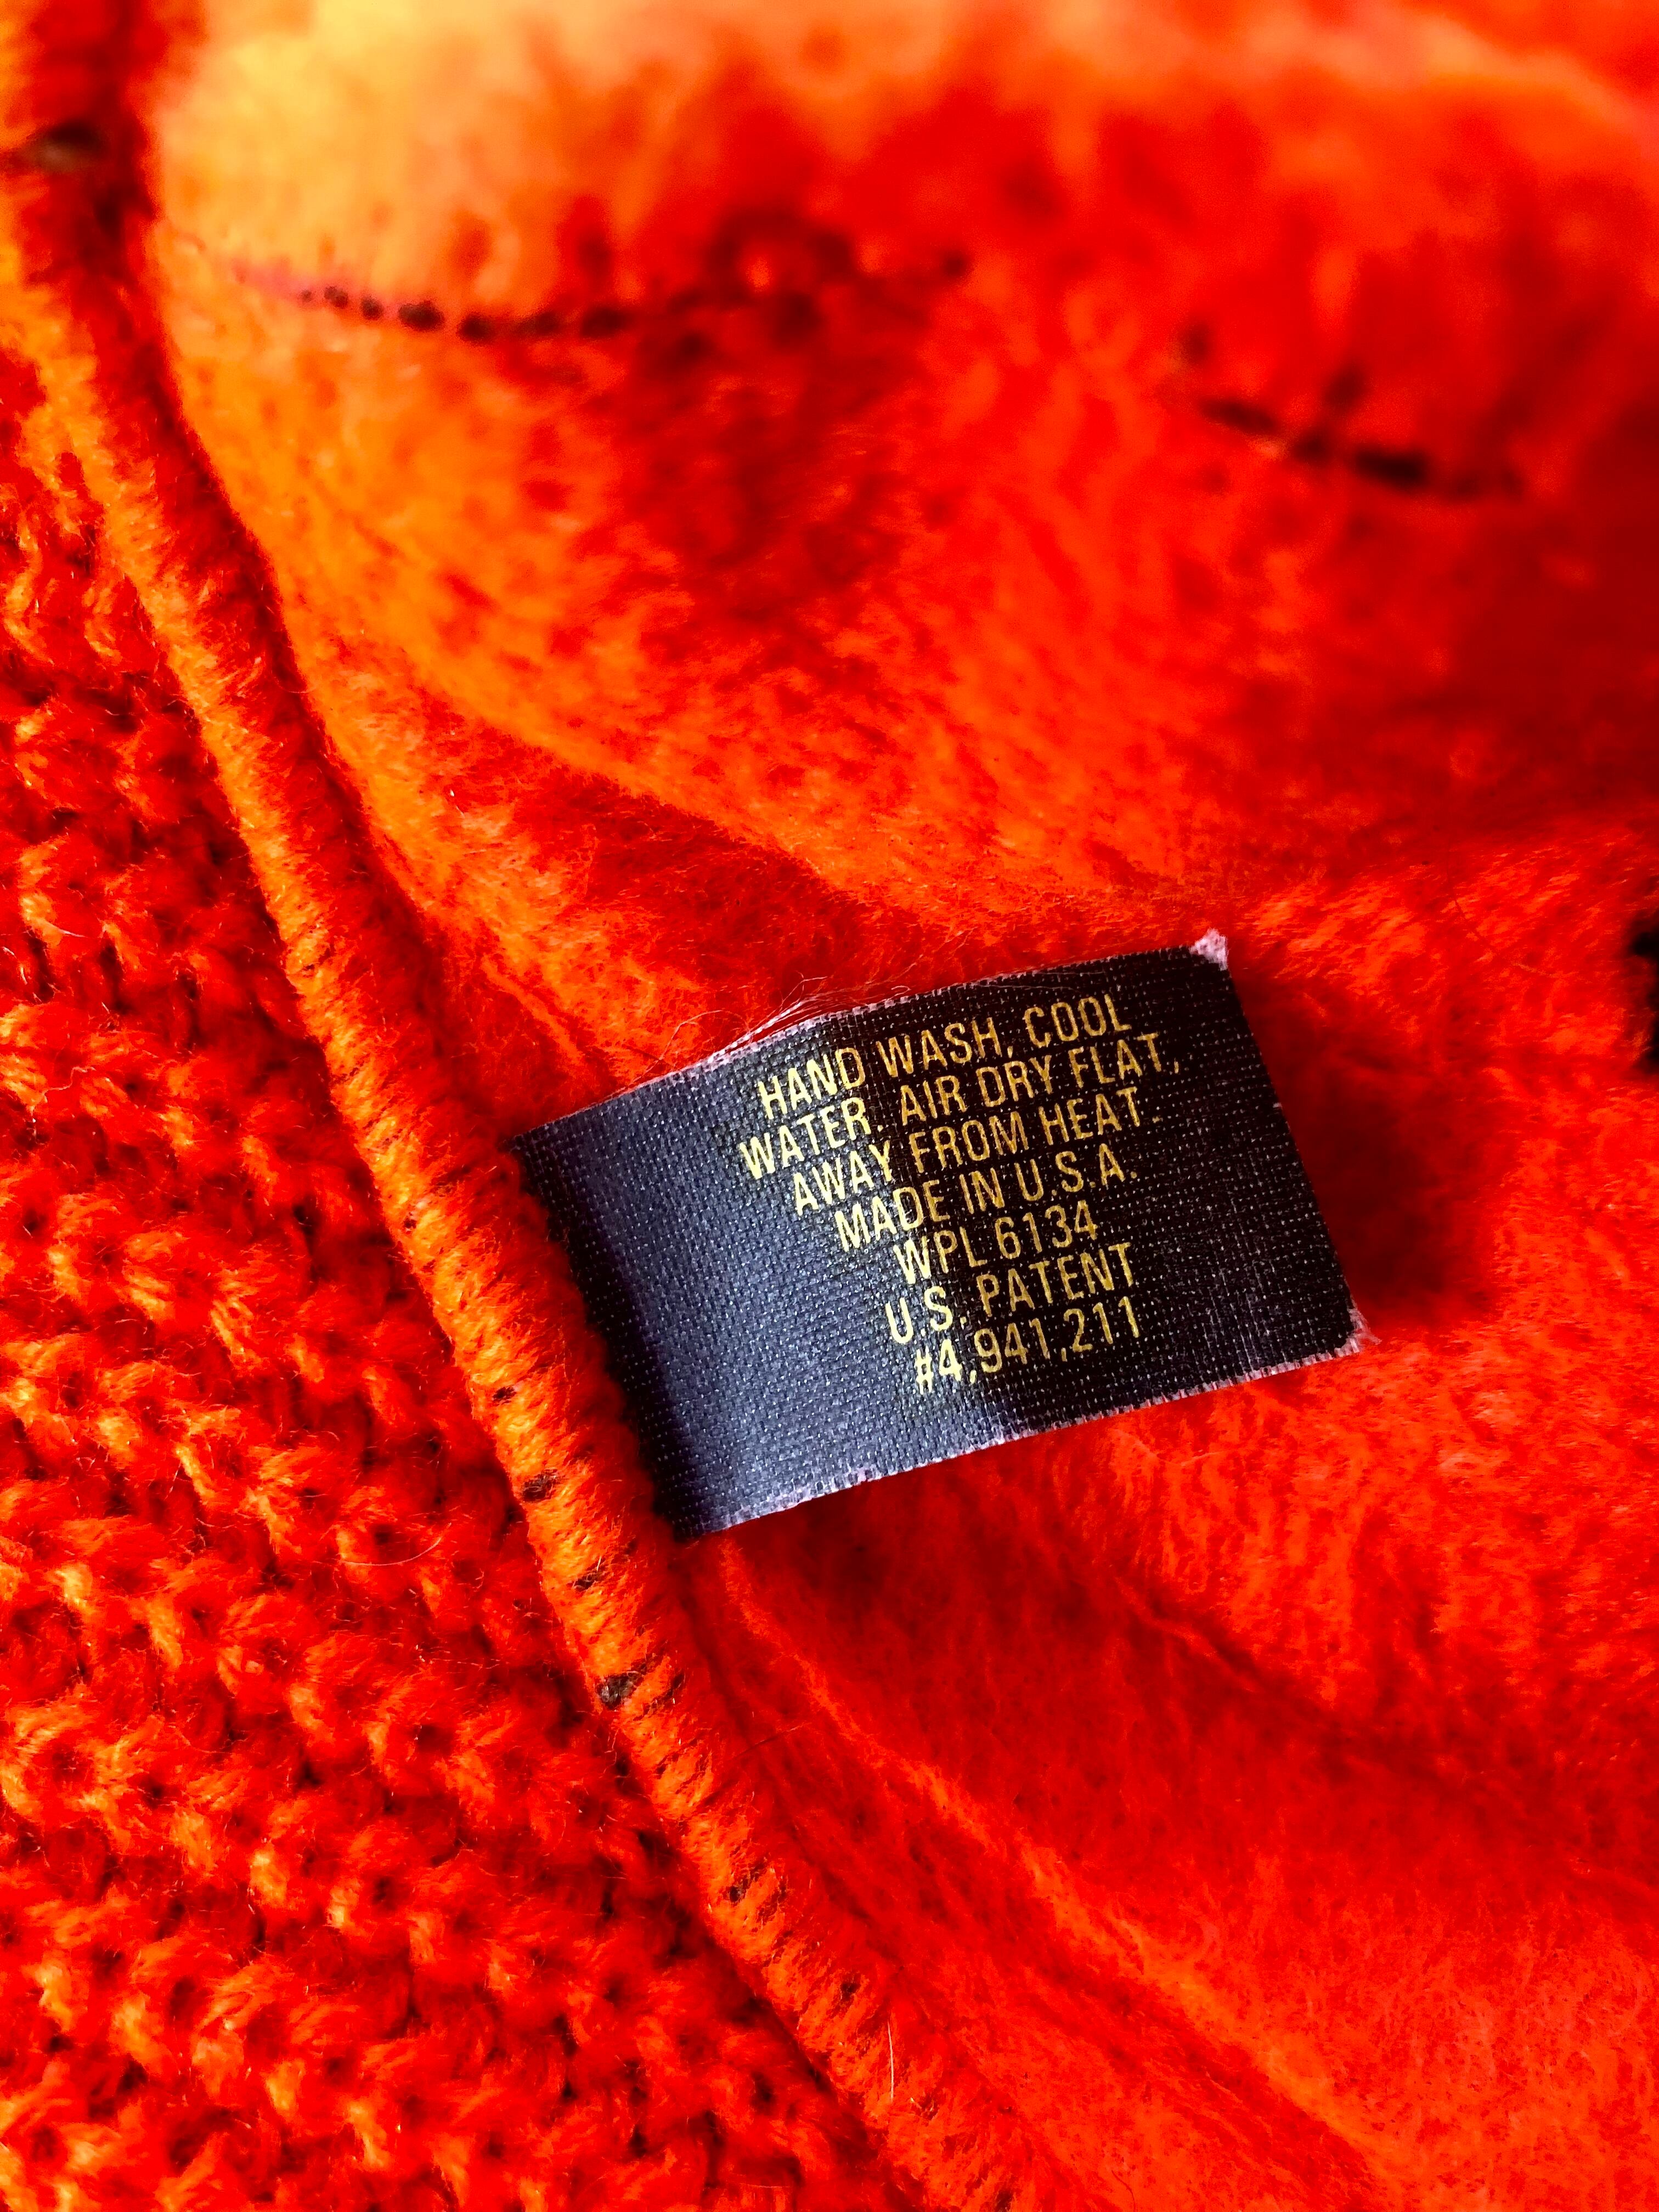 HAND WASH, COOL
WATER, AIR DRY FLAT,
AWAY FROM HEAT.
MADE IN U.S.A.
WPL 6134
U.S. PATENT
#4,941,211